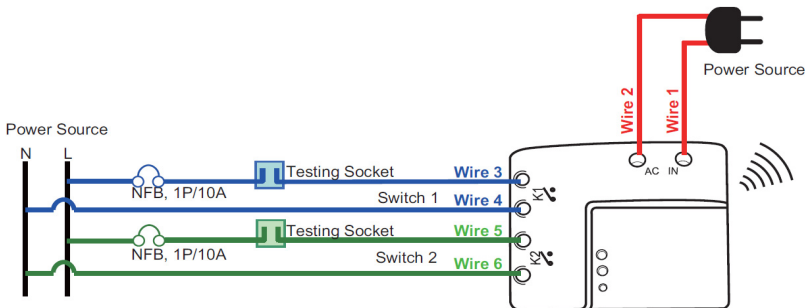 Power Source
Wire 2
Wire 1
Power Source
N L
AC IN
Testing Socket
Wire 3
NFB, 1P/10A
Switch 1
Wire 4
K1
Testing Socket
Wire 5
NFB, 1P/10A
Switch 2
Wire 6
K2